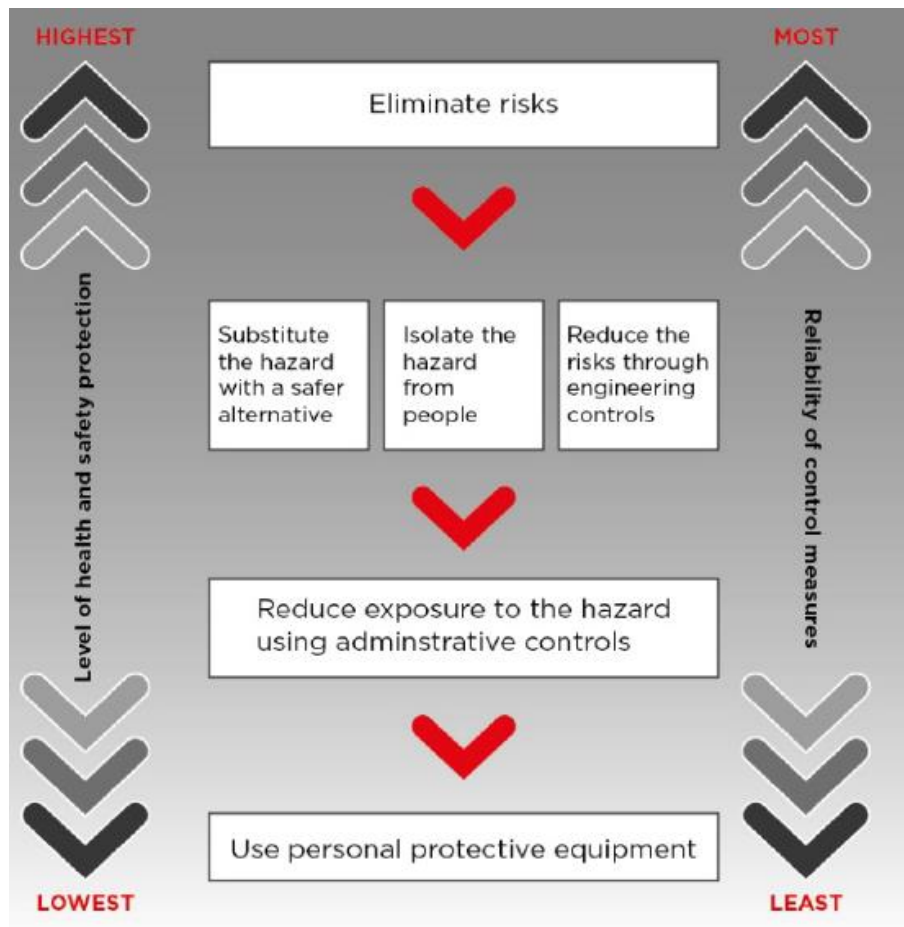 HIGHEST
MOST
Eliminate risks
Substitute
the hazard
with a safer
alternative
Isolate the
hazard
from
people
Reduce the
risks through
engineering
controls
Level of health and safety protection
Reliability of control measures
Reduce exposure to the hazard
using adminstrative controls
Use personal protective equipment
LOWEST
LEAST